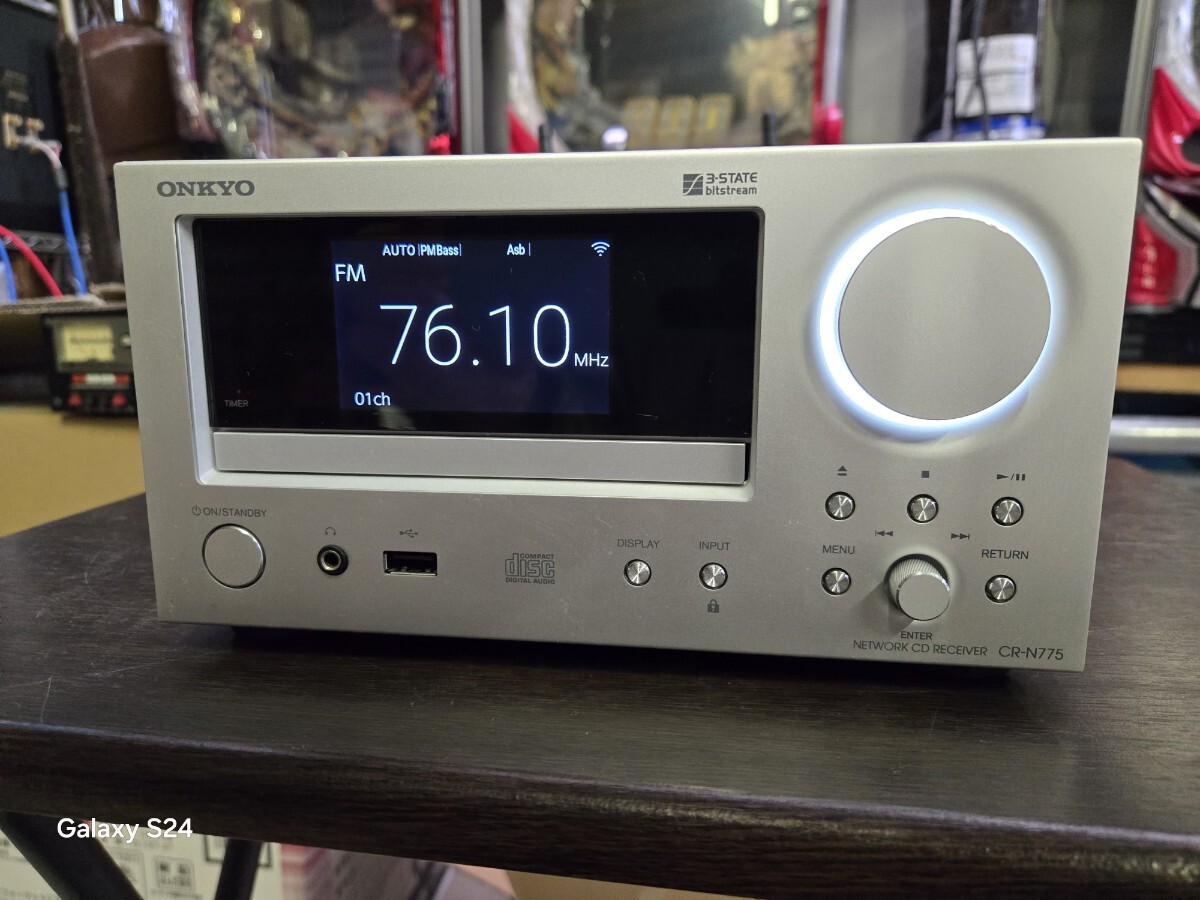 ONKYO
3-STATE
bitstream
AUTO PMBass Asb
FM
76.10 MHz
01ch
TIMER
ON/STANDBY
COMPACT
disc
DIGITAL AUDIO
DISPLAY
INPUT
MENU
RETURN
ENTER
NETWORK CD RECEIVER CR-N775
Galaxy S24